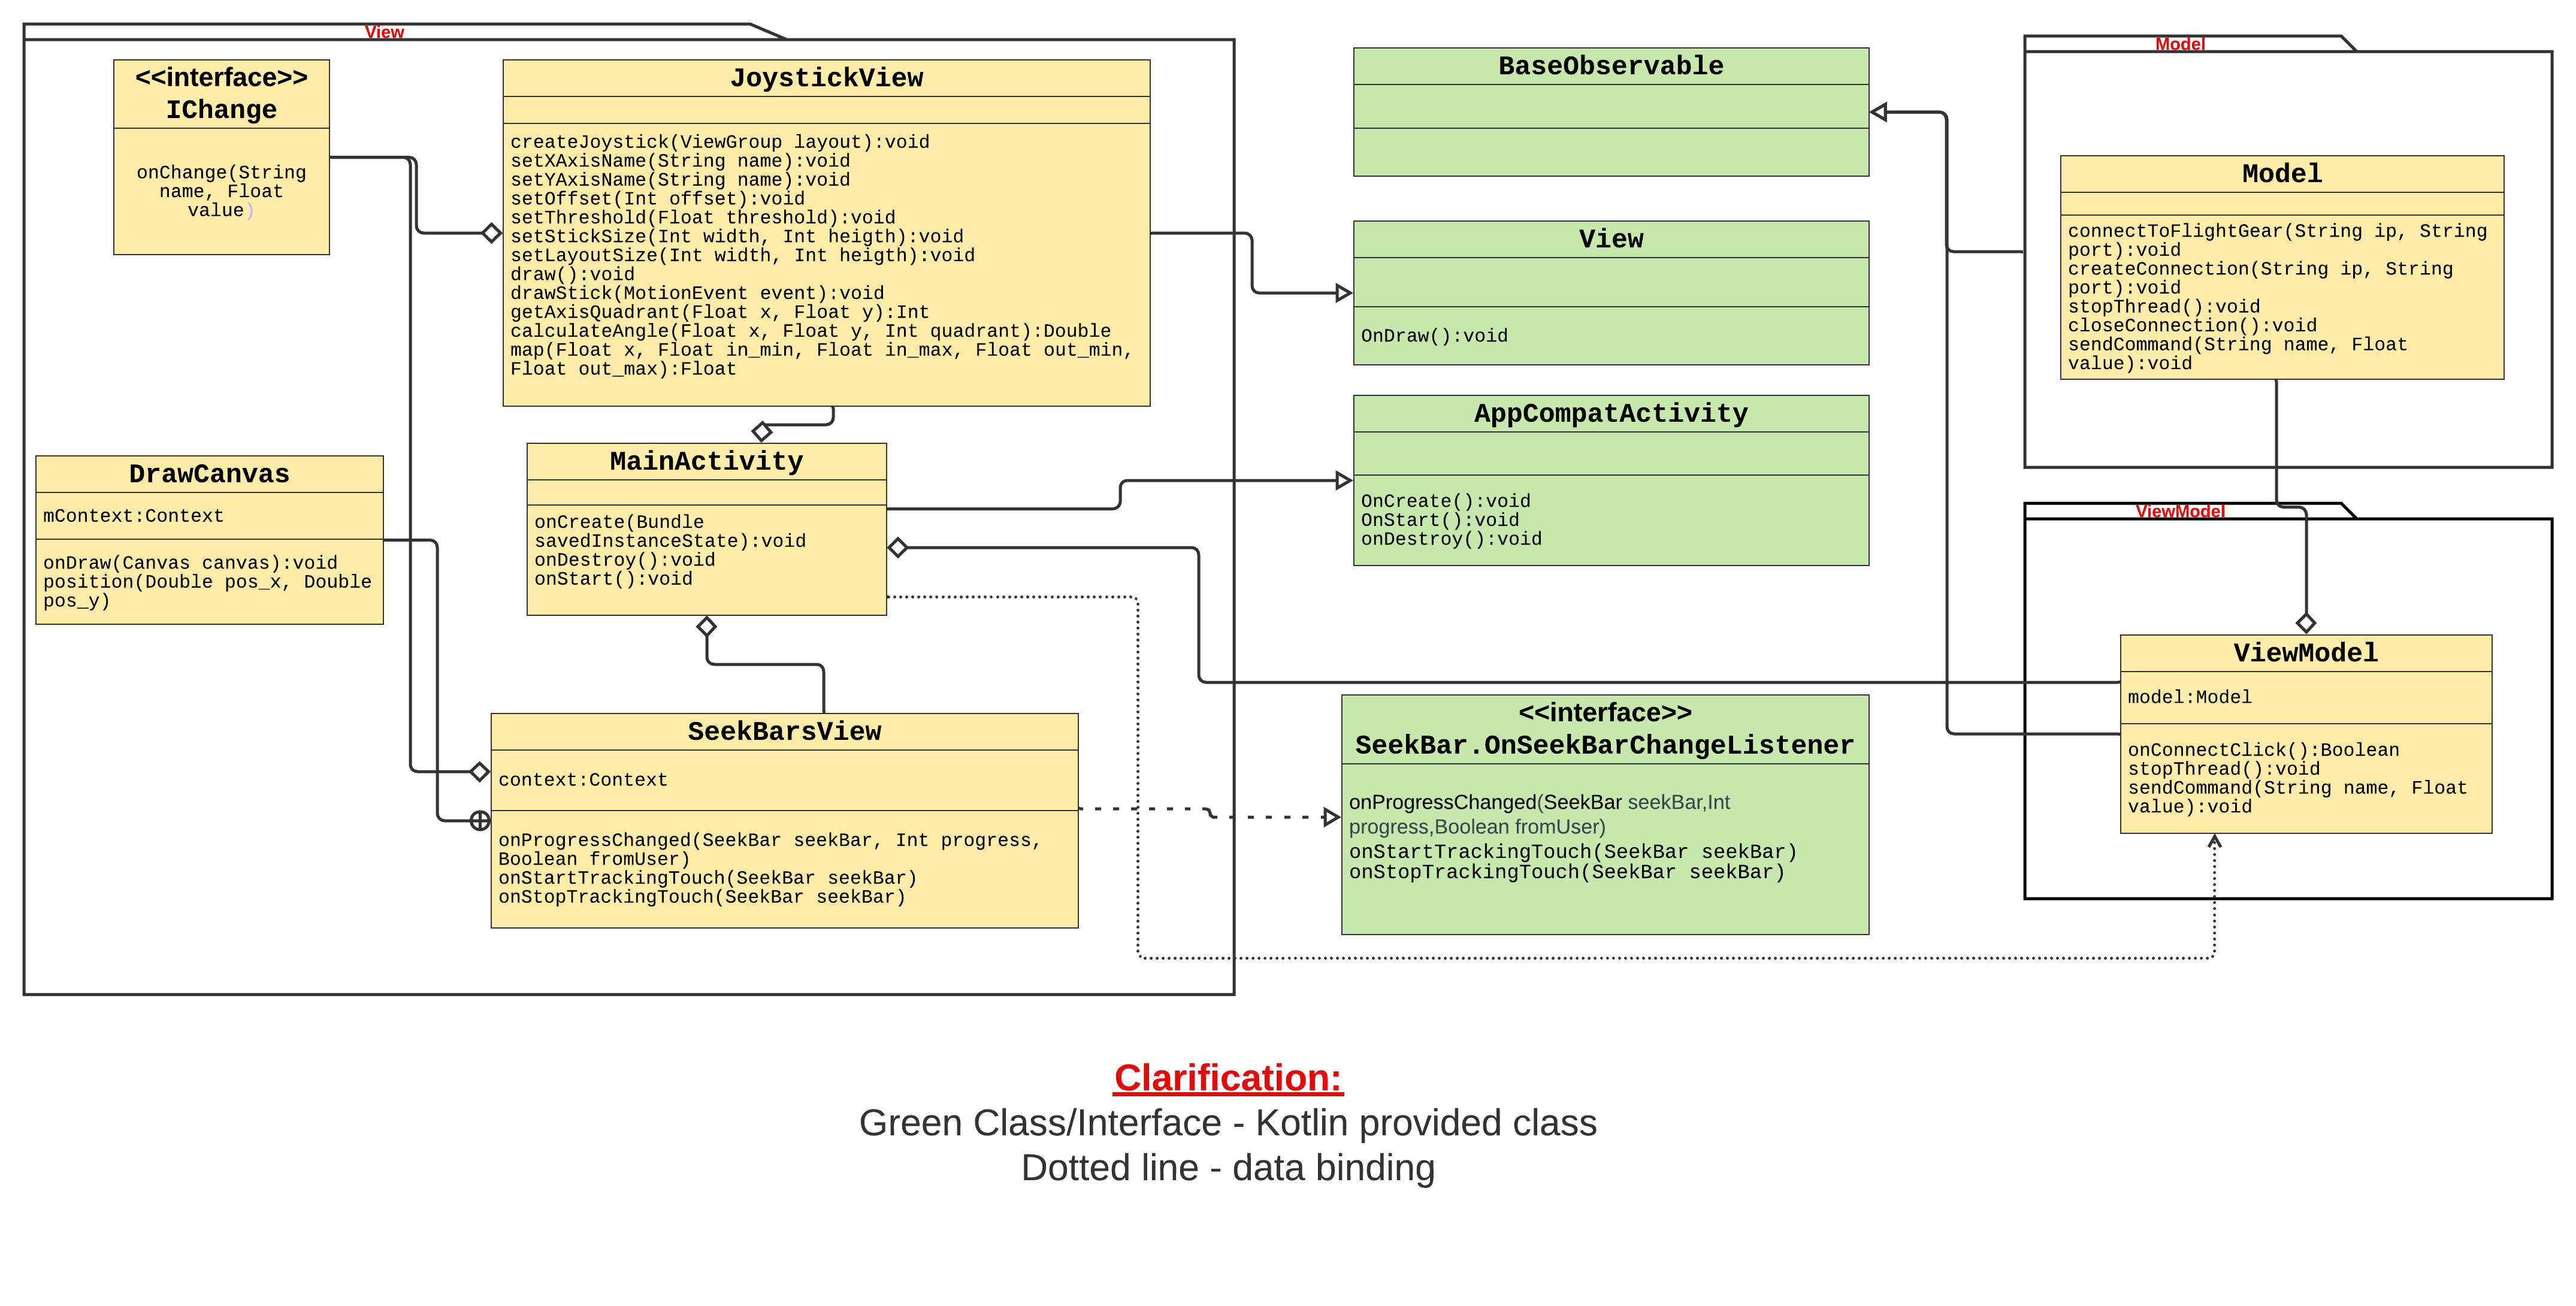 View
<<interface>>
IChange
onChange(String
name, Float
value)
JoystickView
createJoystick(ViewGroup layout):void
setXAxisName(String name):void
setYAxisName(String name):void
setOffset(Int offset):void
setThreshold(Float threshold):void
setStickSize(Int width, Int heigth):void
setLayoutSize(Int width, Int heigth):void
draw():void
drawStick(MotionEvent event):void
getAxisQuadrant(Float x, Float y):Int
calculateAngle(Float x, Float y, Int quadrant):Double
map(Float x, Float in_min, Float in_max, Float out_min,
Float out_max):Float
DrawCanvas
mContext:Context
onDraw(Canvas canvas):void
position(Double pos_x, Double
pos_y)
MainActivity
onCreate(Bundle
savedInstanceState):void
onDestroy():void
onStart():void
SeekBarsView
context:Context
onProgressChanged(SeekBar seekBar, Int progress,
Boolean fromUser)
onStartTrackingTouch(SeekBar seekBar)
onStopTrackingTouch(SeekBar seekBar)
BaseObservable
View
OnDraw():void
AppCompatActivity
OnCreate():void
OnStart():void
onDestroy():void
<<interface>>
SeekBar.OnSeekBarChangeListener
onProgressChanged(SeekBar seekBar,Int
progress,Boolean fromUser)
onStartTrackingTouch(SeekBar seekBar)
onStopTrackingTouch(SeekBar seekBar)
Model
Model
connectToFlightGear(String ip, String
port):void
createConnection(String ip, String
port):void
stopThread():void
closeConnection():void
sendCommand(String name, Float
value):void
ViewModel
ViewModel
model:Model
onConnectClick():Boolean
stopThread():void
sendCommand(String name, Float
value):void
Clarification:
Green Class/Interface - Kotlin provided class
Dotted line - data binding